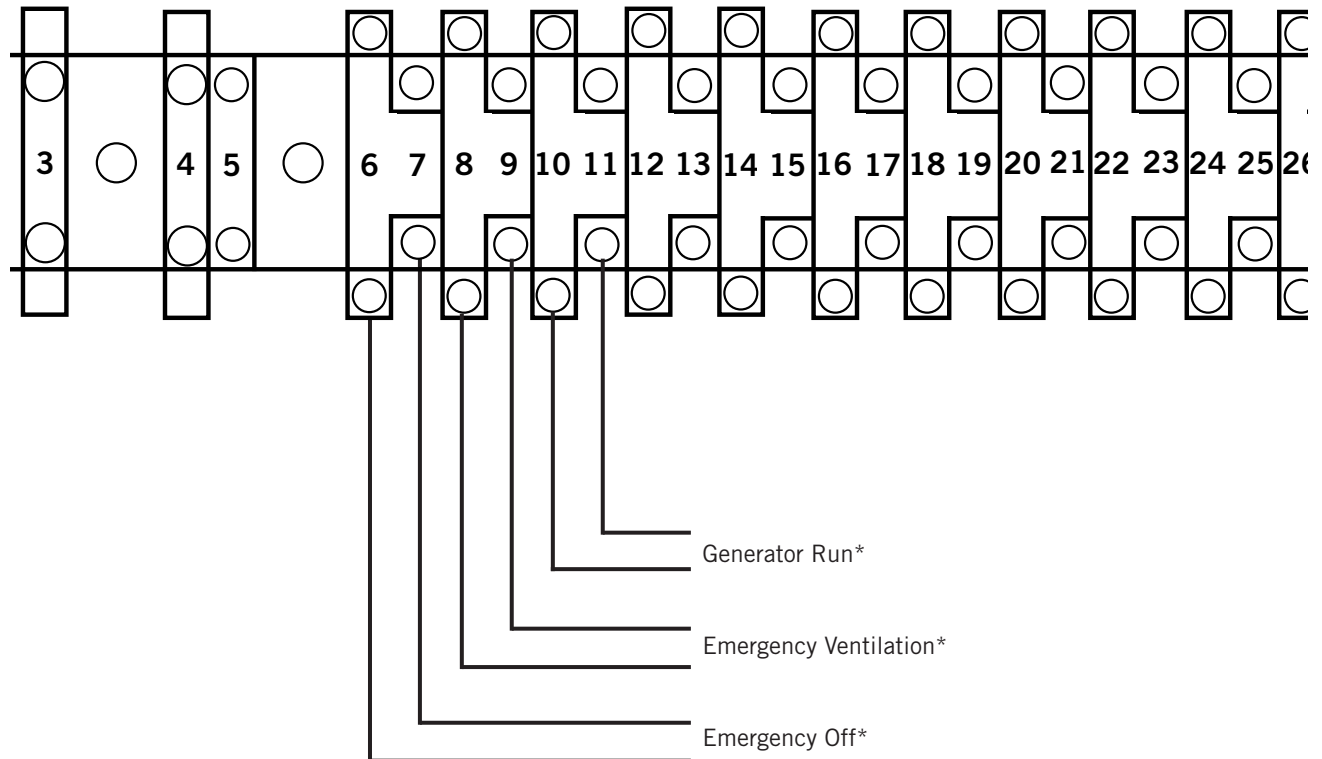 3 4 5 6 7 8 9 10 11 12 13 14 15 16 17 18 19 20 21 22 23 24 25 26
Generator Run*
Emergency Ventilation*
Emergency Off*